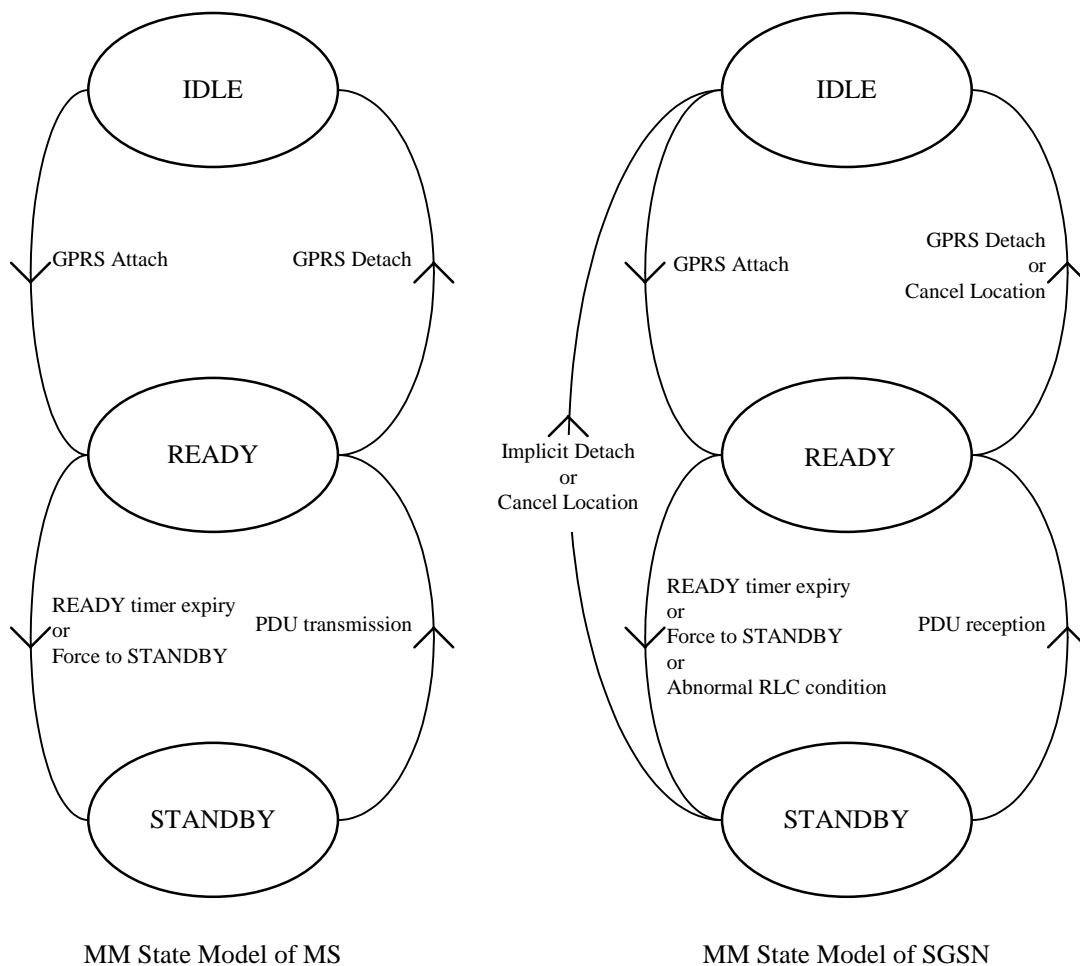 IDLE
GPRS Attach
GPRS Detach
READY
READY timer expiry
or
Force to STANDBY
PDU transmission
STANDBY
MM State Model of MS
IDLE
GPRS Attach
GPRS Detach
or
Cancel Location
Implicit Detach
or
Cancel Location
READY
READY timer expiry
or
Force to STANDBY
or
Abnormal RLC condition
PDU reception
STANDBY
MM State Model of SGSN